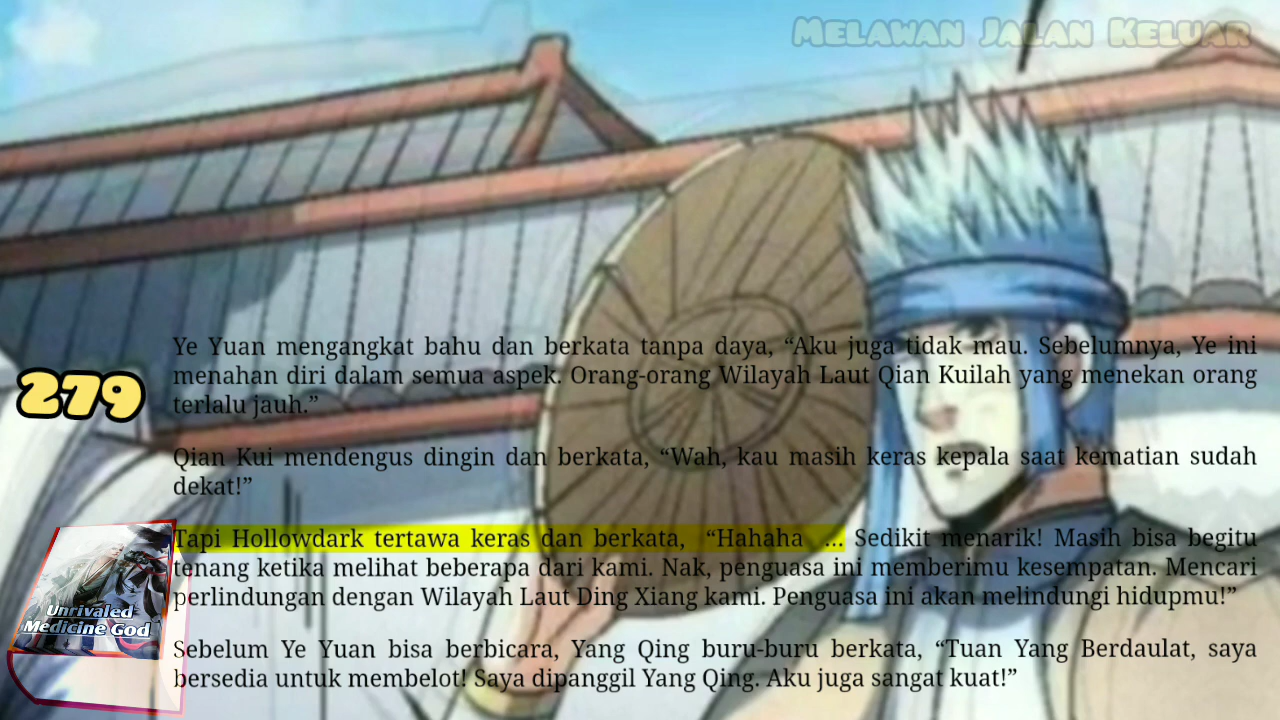 Melawan Jalan Keluar
Ye Yuan mengangkat bahu dan berkata tanpa daya, “Aku juga tidak mau. Sebelumnya, Ye ini
menahan diri dalam semua aspek. Orang-orang Wilayah Laut Qian Kuilah yang menekan orang
terlalu jauh.”
279
Qian Kui mendengus dingin dan berkata, “Wah, kau masih keras kepala saat kematian sudah
dekat!”
Tapi Hollowdark tertawa keras dan berkata, “Hahaha ... Sedikit menarik! Masih bisa begitu
tenang ketika melihat beberapa dari kami. Nak, penguasa ini memberimu kesempatan. Mencari
perlindungan dengan Wilayah Laut Ding Xiang kami. Penguasa ini akan melindungi hidupmu!”
Unrivaled
Medicine God
Sebelum Ye Yuan bisa berbicara, Yang Qing buru-buru berkata, “Tuan Yang Berdaulat, saya
bersedia untuk membelot! Saya dipanggil Yang Qing. Aku juga sangat kuat!”